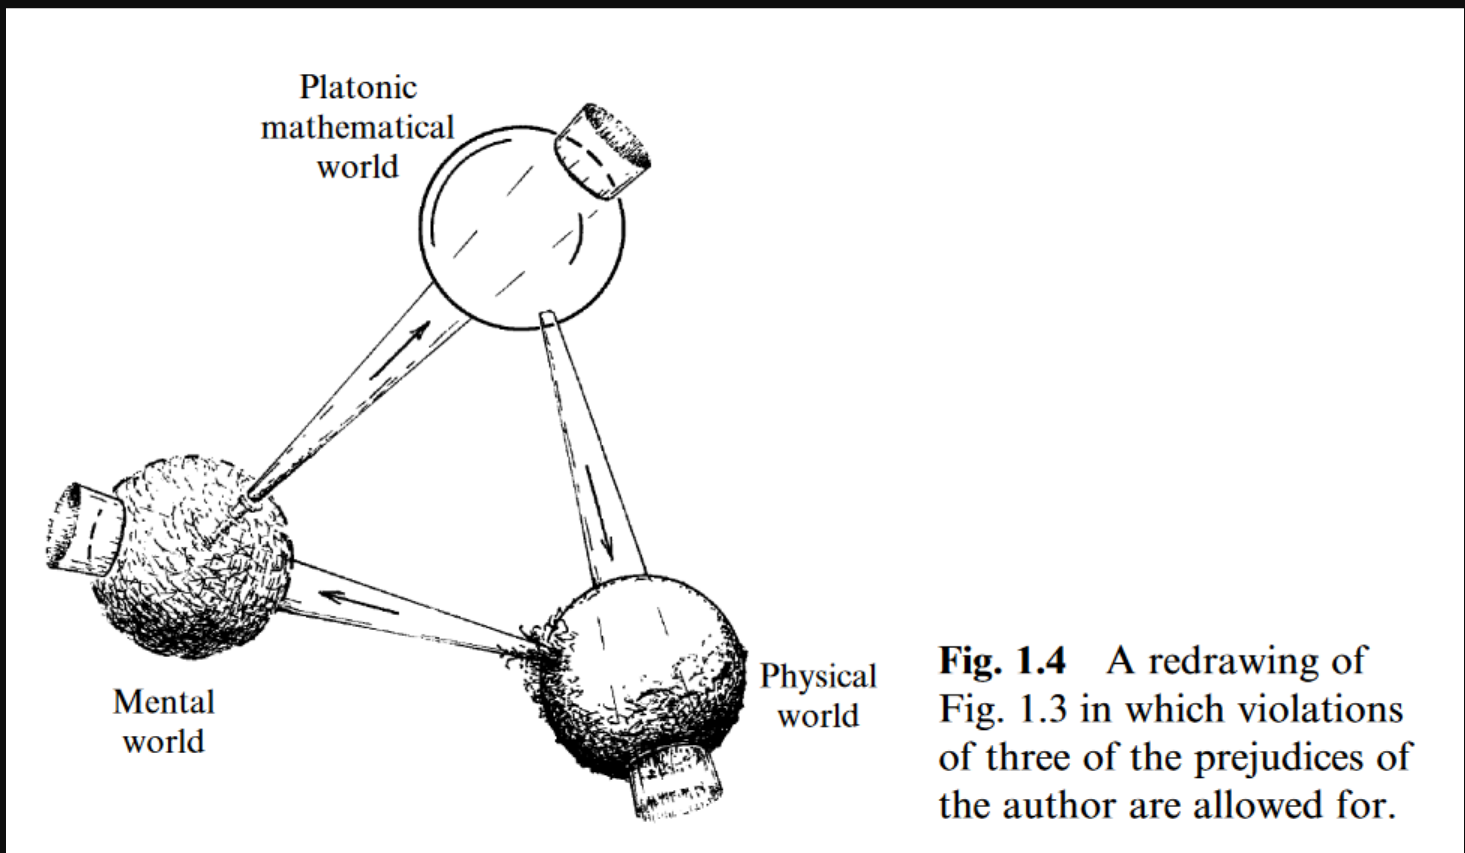 Platonic
mathematical
world
Mental
world
Physical
world
Fig. 1.4 A redrawing of
Fig. 1.3 in which violations
of three of the prejudices of
the author are allowed for.